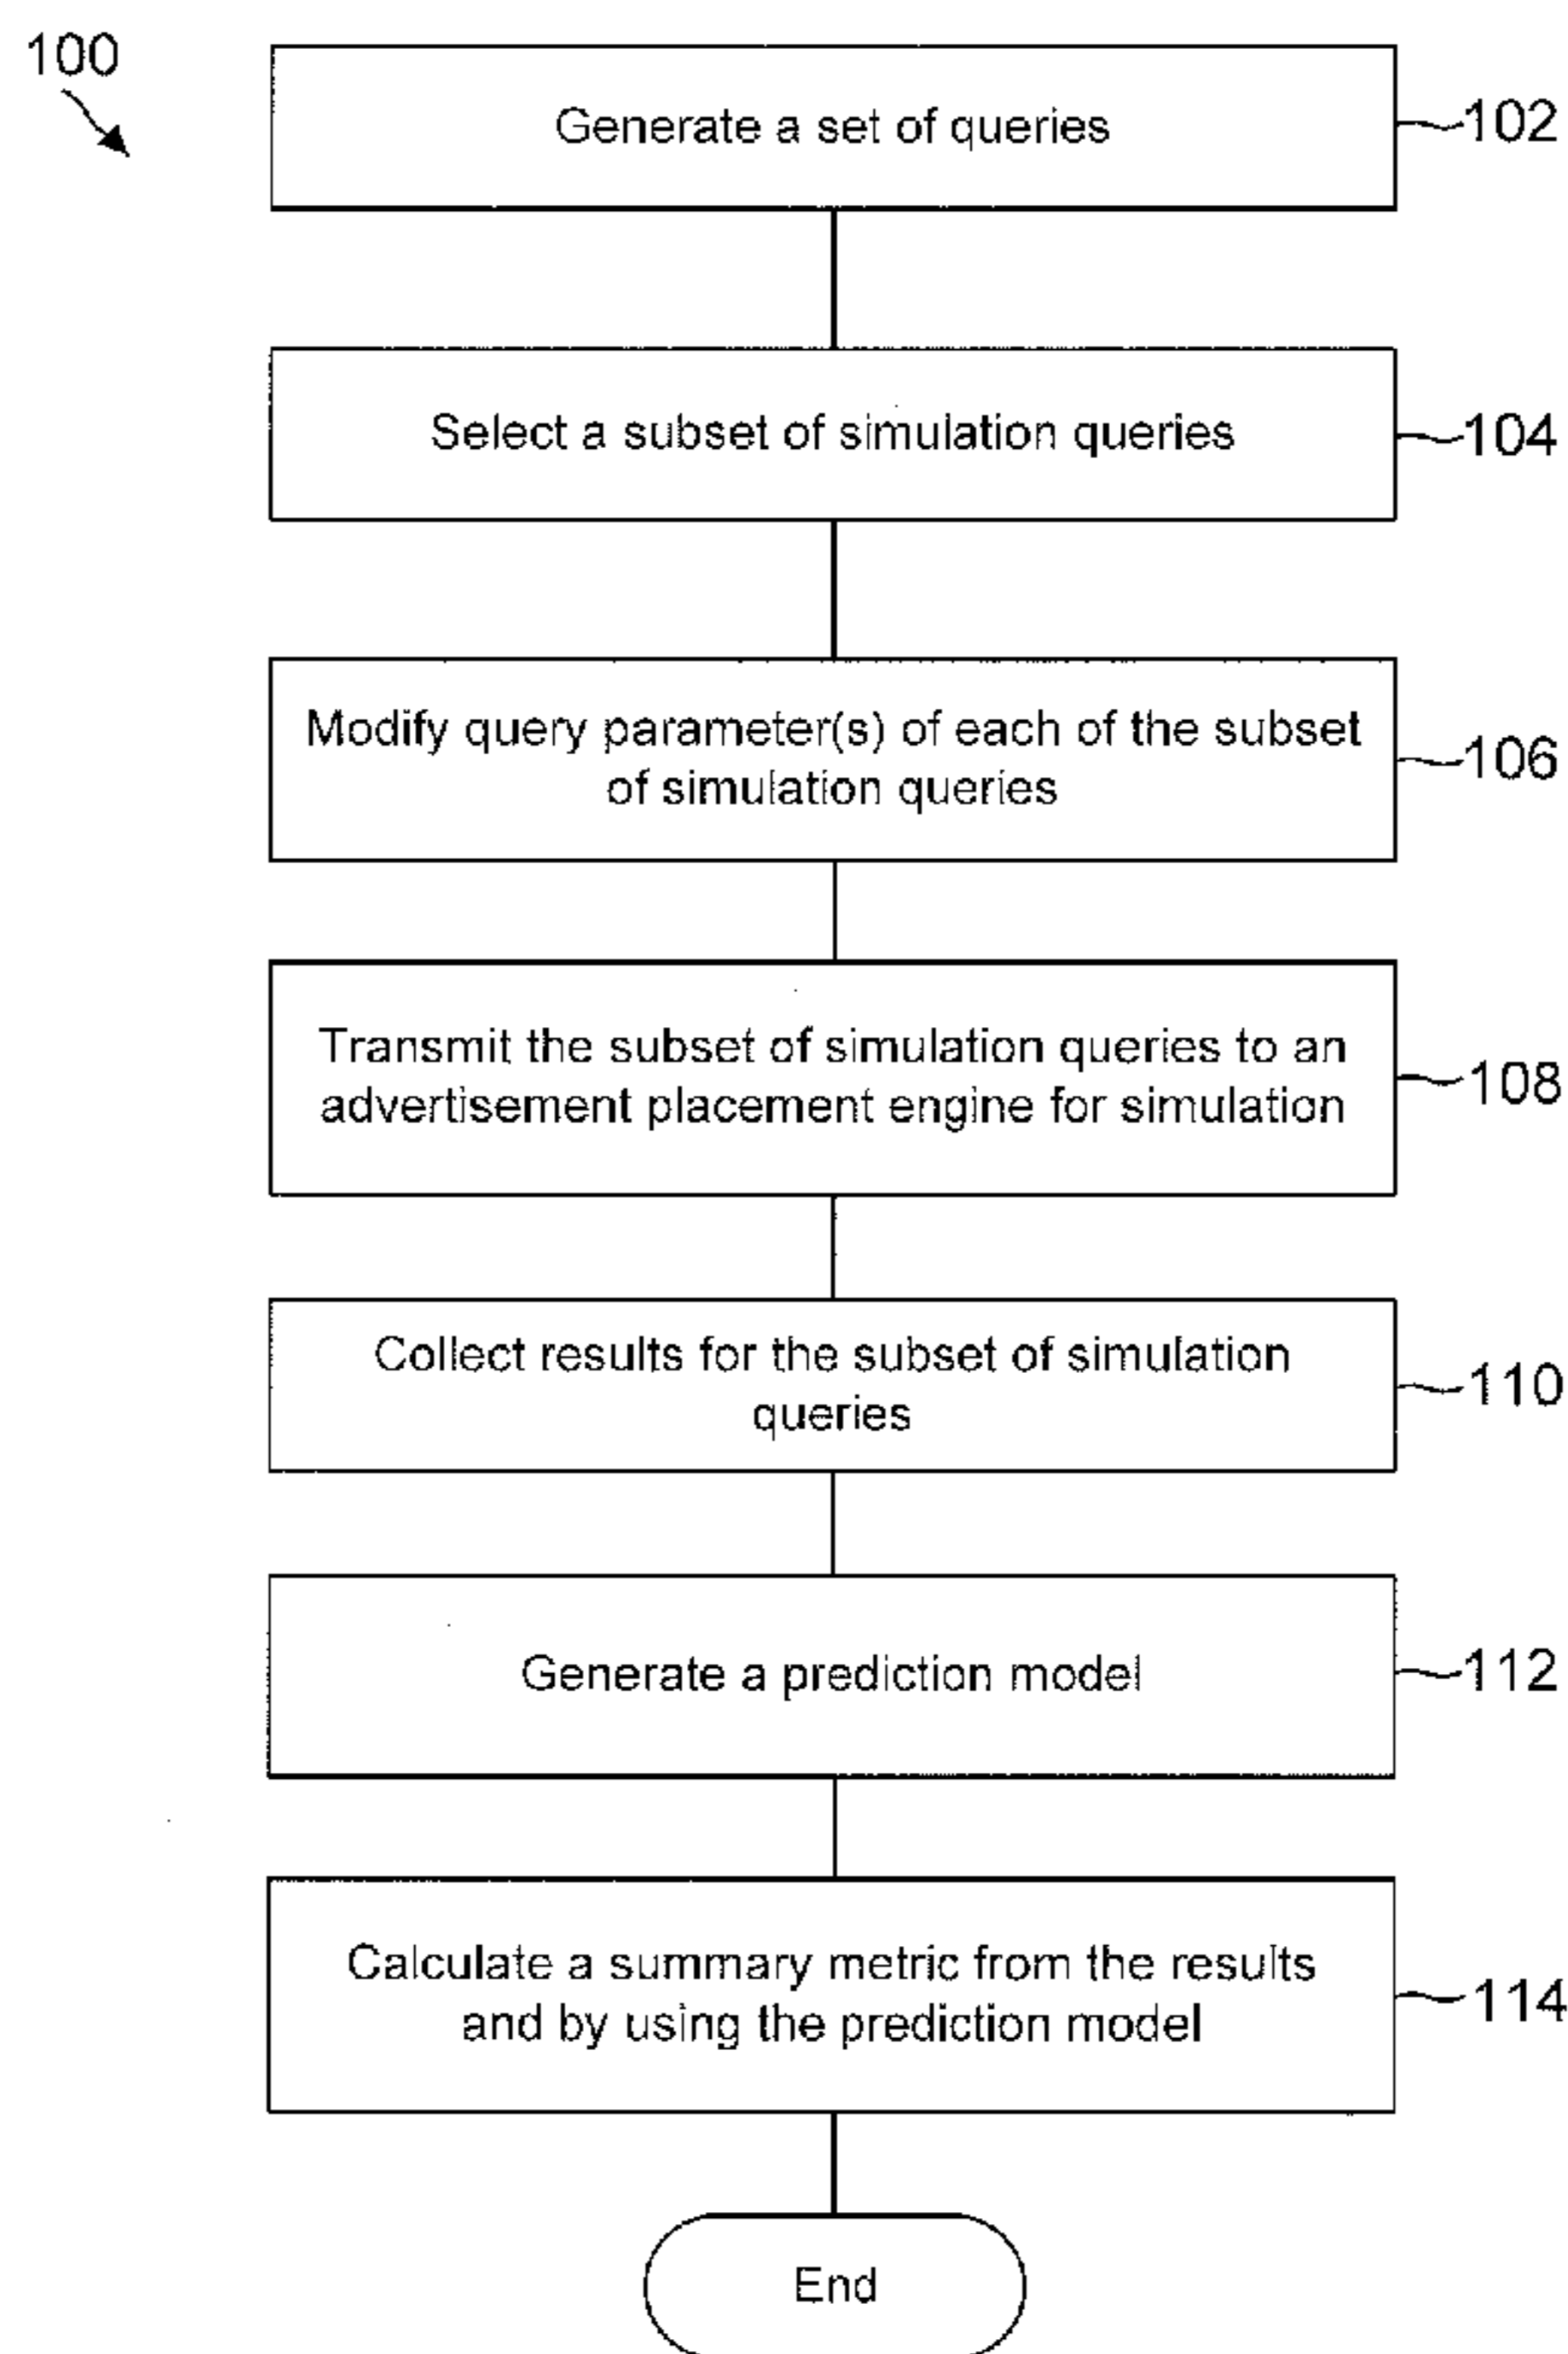 100
Generate a set of queries
102
Select a subset of simulation queries
104
Modify query parameter(s) of each of the subset
of simulation queries
106
Transmit the subset of simulation queries to an
advertisement placement engine for simulation
108
Collect results for the subset of simulation
queries
110
Generate a prediction model
112
Calculate a summary metric from the results
and by using the prediction model
114
End